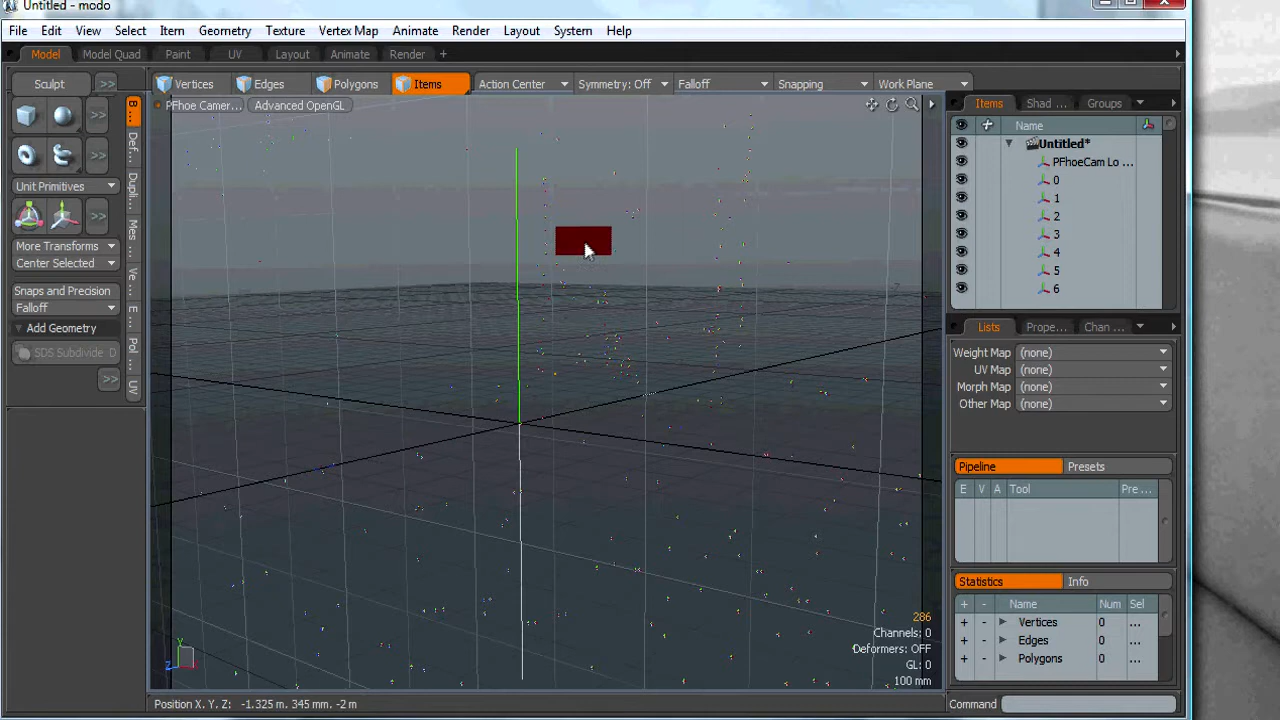 Untitled - modo
File Edit View Select Item Geometry Texture Vertex Map Animate Render Layout System Help
Model Model Quad Paint UV Layout Animate Render +
Sculpt >> Vertices Edges Polygons Items Action Center Symmetry: Off Falloff Snapping Work Plane
PFhoe Camer... Advanced OpenGL
Items Shad ... Groups
Name
Untitled*
PFhoeCam Lo ...
0
1
2
3
4
5
6
>>
>>
Unit Primitives
>>
More Transforms
Center Selected
Snaps and Precision
Falloff
Add Geometry
SDS Subdivide D
>>
B ...
Def...
Dupli...
Mes ...
Ve ...
E ...
Pol ...
UV
Lists Prope... Chan ...
Weight Map (none)
UV Map (none)
Morph Map (none)
Other Map (none)
Pipeline Presets
E V A Tool Pre ...
Statistics Info
+ - Name Num Sel
+ - Vertices 0 ...
+ - Edges 0 ...
+ - Polygons 0 ...
286
Channels: 0
Deformers: OFF
GL: 0
100 mm
Y
Z
Position X. Y. Z: -1.325 m. 345 mm. -2 m
Command